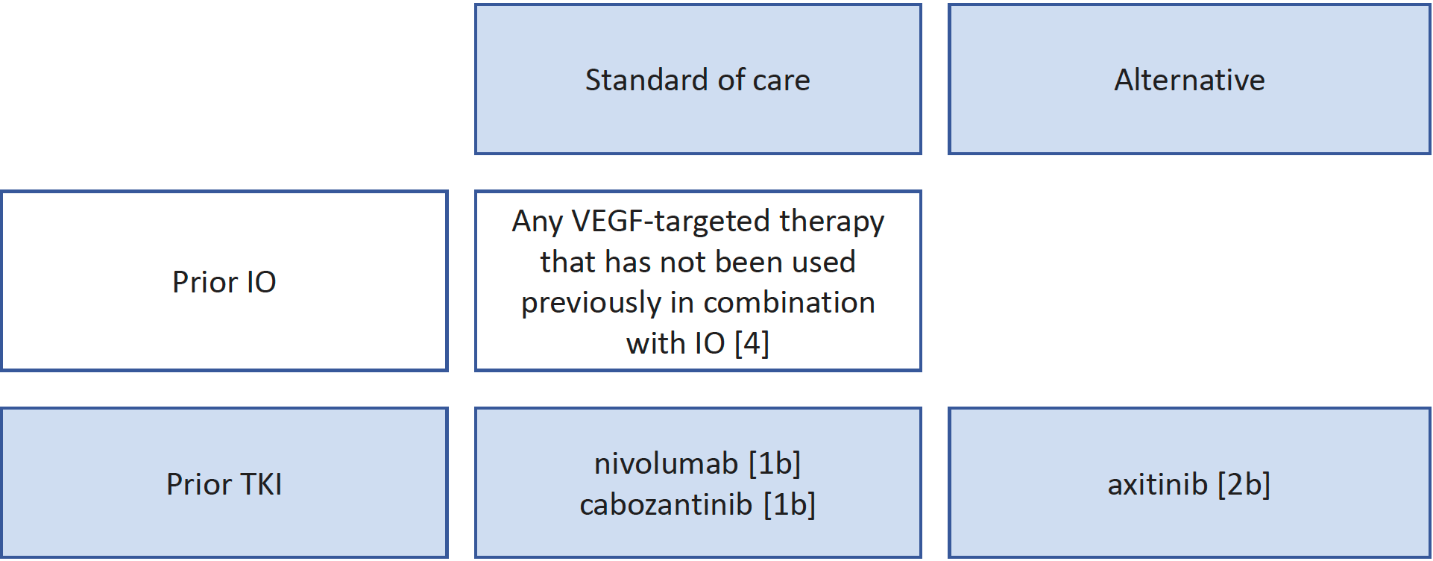 Standard of care
Alternative
Prior IO
Any VEGF-targeted therapy
that has not been used
previously in combination
with IO [4]
Prior TKI
nivolumab [1b]
cabozantinib [1b]
axitinib [2b]